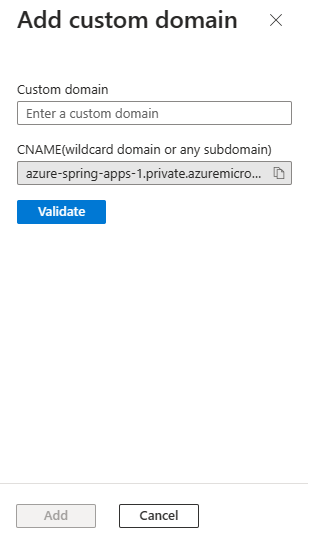 Add custom domain
Custom domain
Enter a custom domain
CNAME(wildcard domain or any subdomain)
azure-spring-apps-1.private.azuremicro...
Validate
Add
Cancel